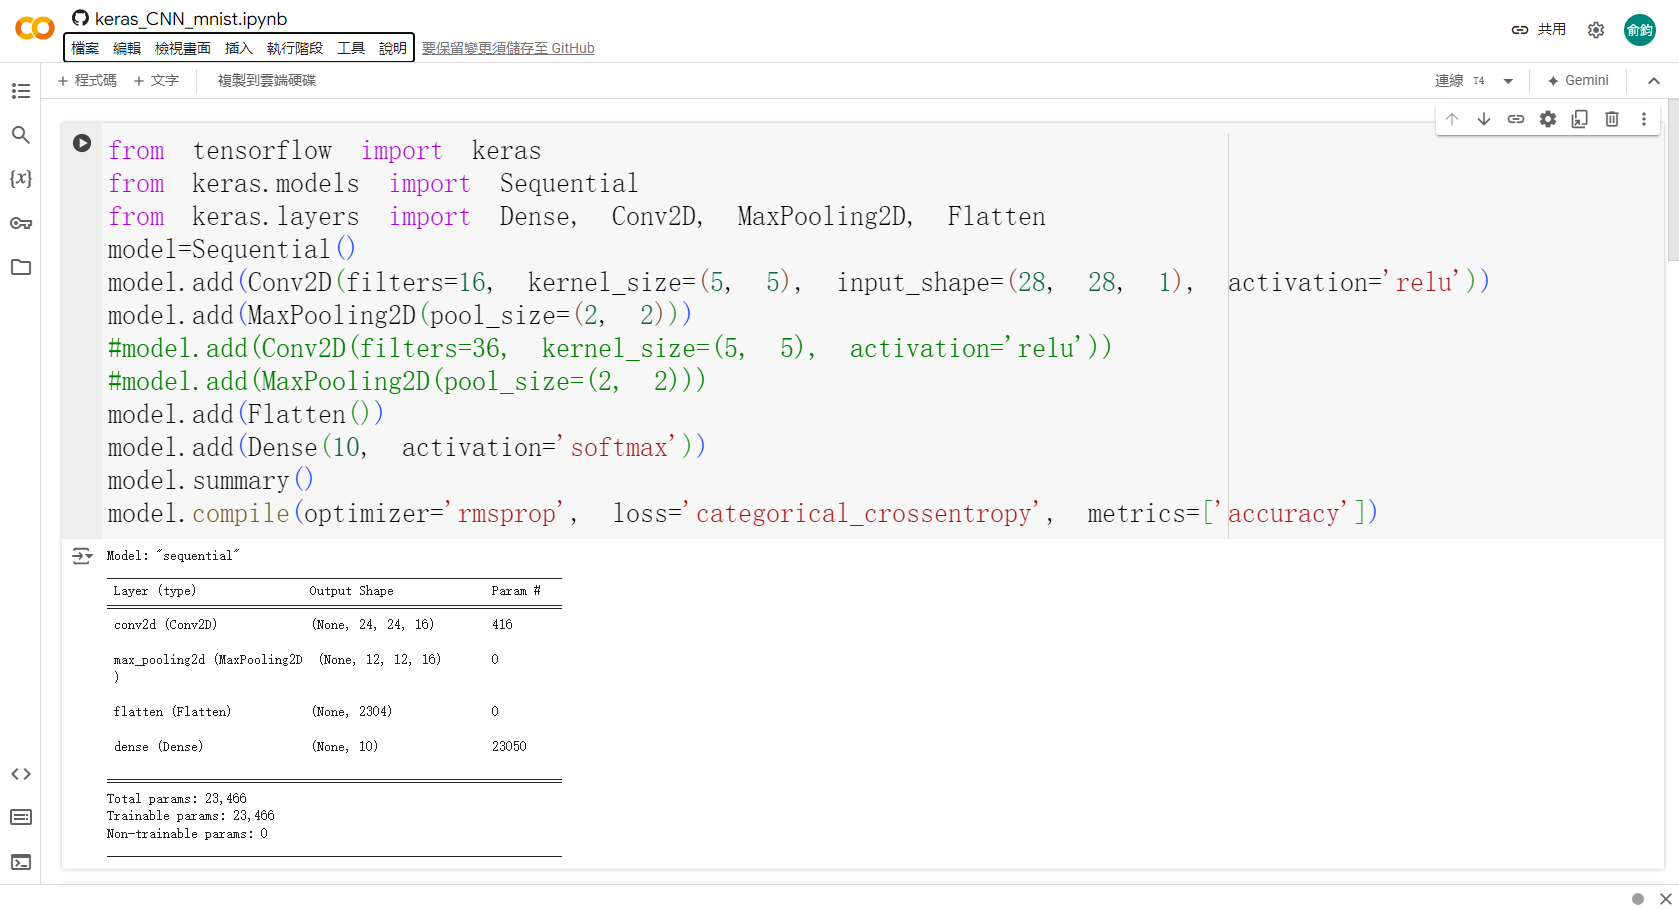 keras_CNN_mnist.ipynb
檔案 編輯 檢視畫面 插入 執行階段 工具 說明 要保留變更須儲存至 GitHub
共用
俞鈞
+ 程式碼 + 文字 複製到雲端硬碟
連線 T4
Gemini
from tensorflow import keras
from keras.models import Sequential
from keras.layers import Dense, Conv2D, MaxPooling2D, Flatten
model=Sequential()
model.add(Conv2D(filters=16, kernel_size=(5, 5), input_shape=(28, 28, 1), activation='relu'))
model.add(MaxPooling2D(pool_size=(2, 2)))
#model.add(Conv2D(filters=36, kernel_size=(5, 5), activation='relu'))
#model.add(MaxPooling2D(pool_size=(2, 2)))
model.add(Flatten())
model.add(Dense(10, activation='softmax'))
model.summary()
model.compile(optimizer='rmsprop', loss='categorical_crossentropy', metrics=['accuracy'])
Model: "sequential"
Layer (type) Output Shape Param #
conv2d (Conv2D) (None, 24, 24, 16) 416
max_pooling2d (MaxPooling2D (None, 12, 12, 16) 0
)
flatten (Flatten) (None, 2304) 0
dense (Dense) (None, 10) 23050
Total params: 23,466
Trainable params: 23,466
Non-trainable params: 0